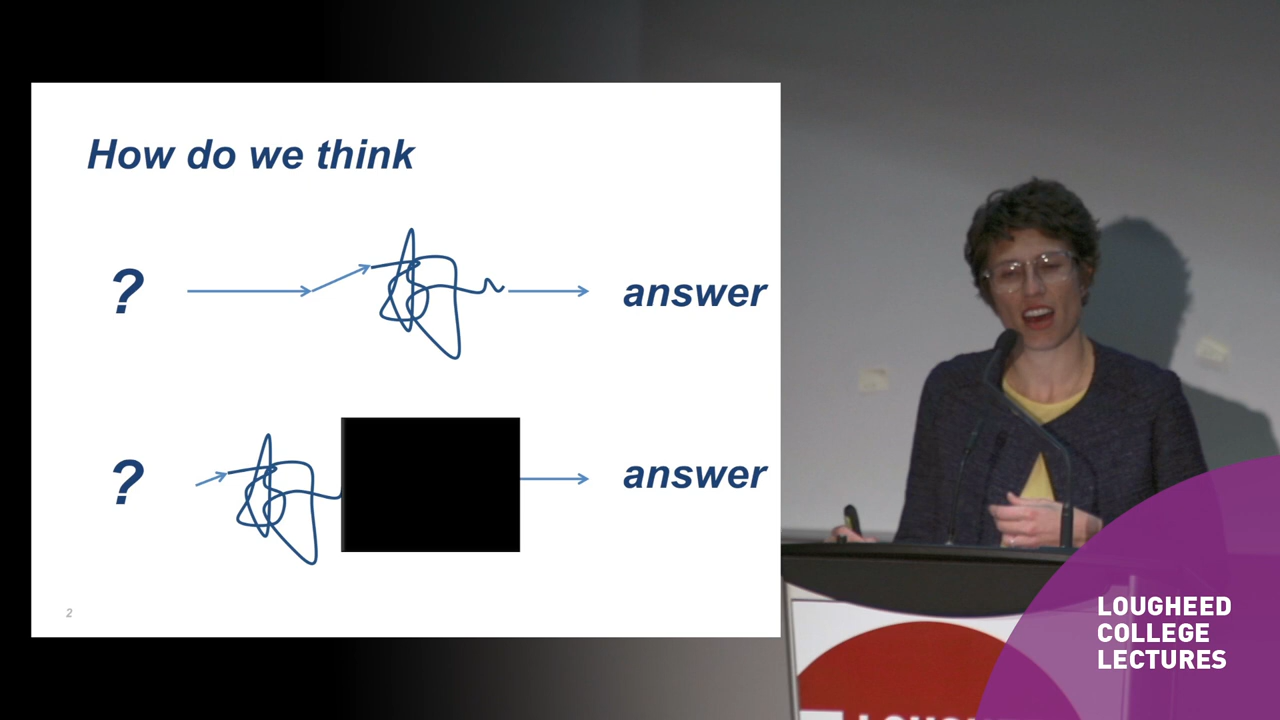 How do we think
?
answer
?
answer
2
LOUGHEED
COLLEGE
LECTURES